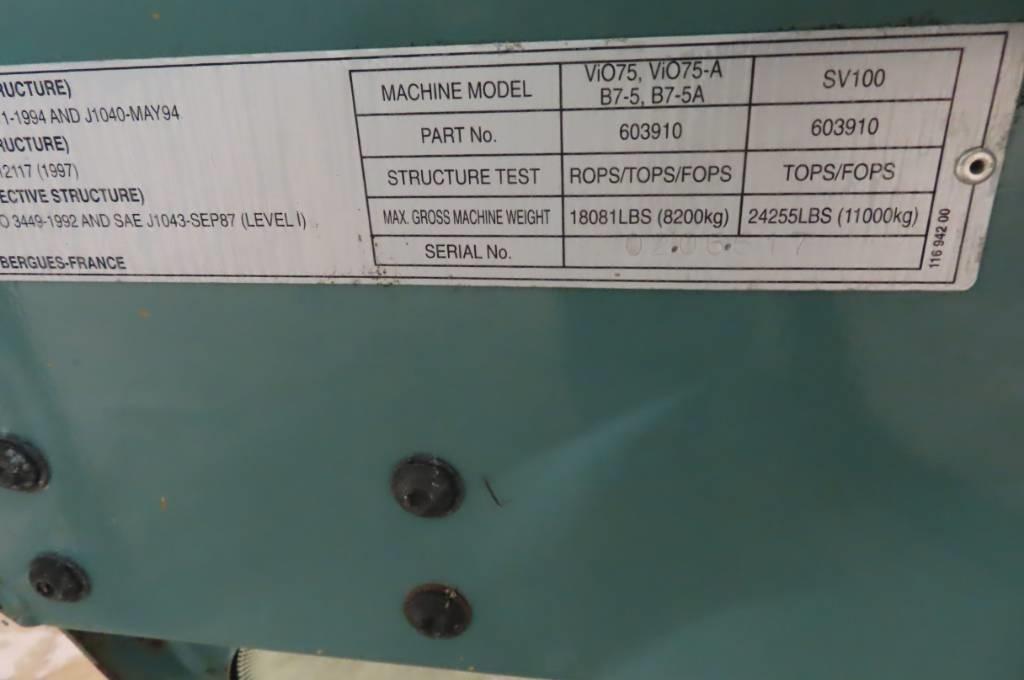 RUCTURE)
1-1994 AND J1040-MAY94
RUCTURE)
12117 (1997)
ECTIVE STRUCTURE)
O 3449-1992 AND SAE J1043-SEP87 (LEVEL I)
BERGUES-FRANCE
MACHINE MODEL ViO75, ViO75-A B7-5, B7-5A SV100
PART No. 603910 603910
STRUCTURE TEST ROPS/TOPS/FOPS TOPS/FOPS
MAX. GROSS MACHINE WEIGHT 18081LBS (8200kg) 24255LBS (11000kg)
SERIAL No.
116 942 00